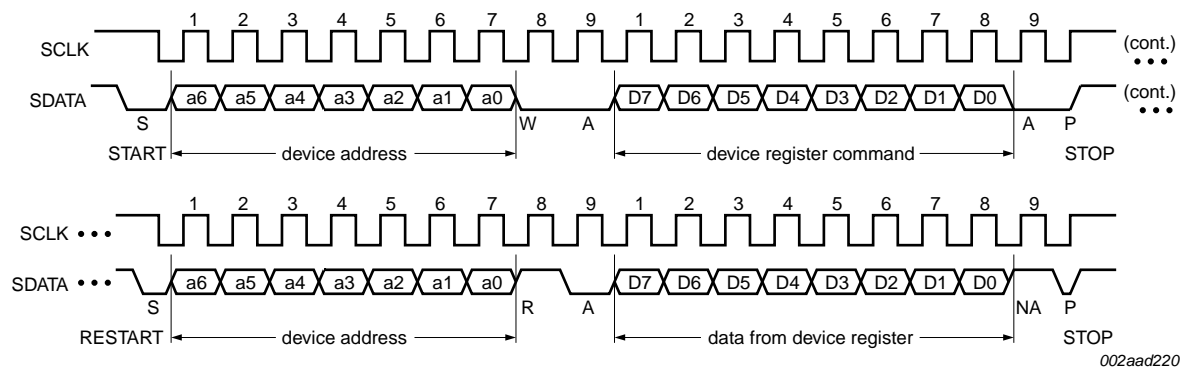 1 2 3 4 5 6 7 8 9 1 2 3 4 5 6 7 8 9
SCLK (cont.)
SDATA a6 a5 a4 a3 a2 a1 a0 D7 D6 D5 D4 D3 D2 D1 D0 (cont.)
S W A A P
START device address device register command STOP
1 2 3 4 5 6 7 8 9 1 2 3 4 5 6 7 8 9
SCLK
SDATA a6 a5 a4 a3 a2 a1 a0 D7 D6 D5 D4 D3 D2 D1 D0
S R A NA P
RESTART device address data from device register STOP
002aad220